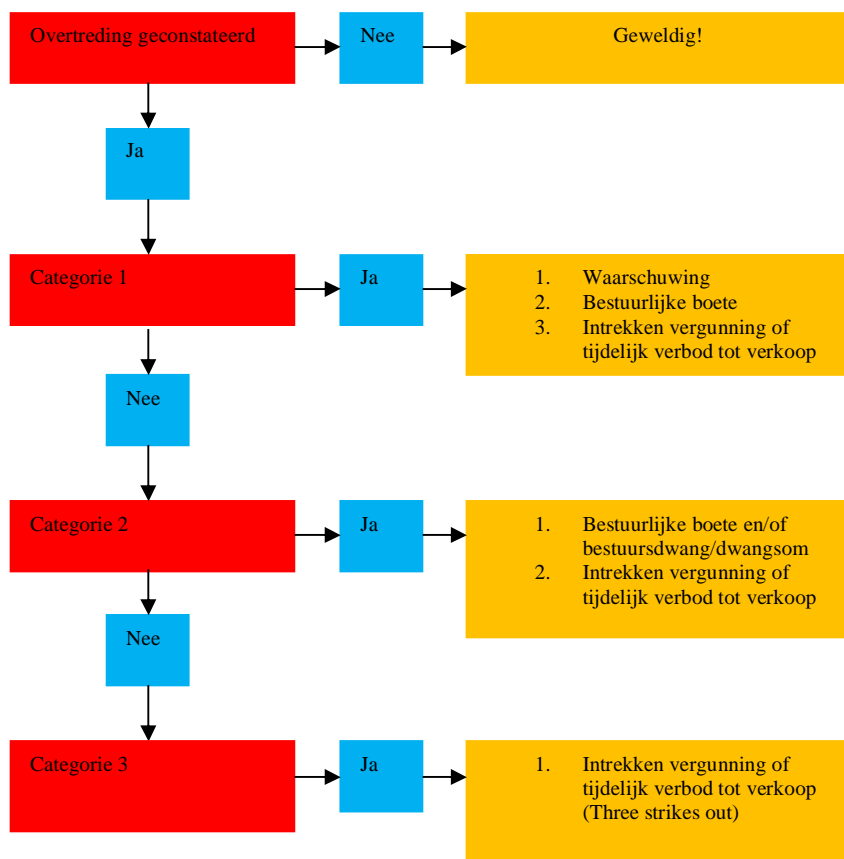 Overtreding geconstateerd
Nee
Geweldig!
Ja
Categorie 1
Ja
1. Waarschuwing
2. Bestuurlijke boete
3. Intrekken vergunning of
tijdelijk verbod tot verkoop
Nee
Categorie 2
Ja
1. Bestuurlijke boete en/of
bestuursdwang/dwangsom
2. Intrekken vergunning of
tijdelijk verbod tot verkoop
Nee
Categorie 3
Ja
1. Intrekken vergunning of
tijdelijk verbod tot verkoop
(Three strikes out)